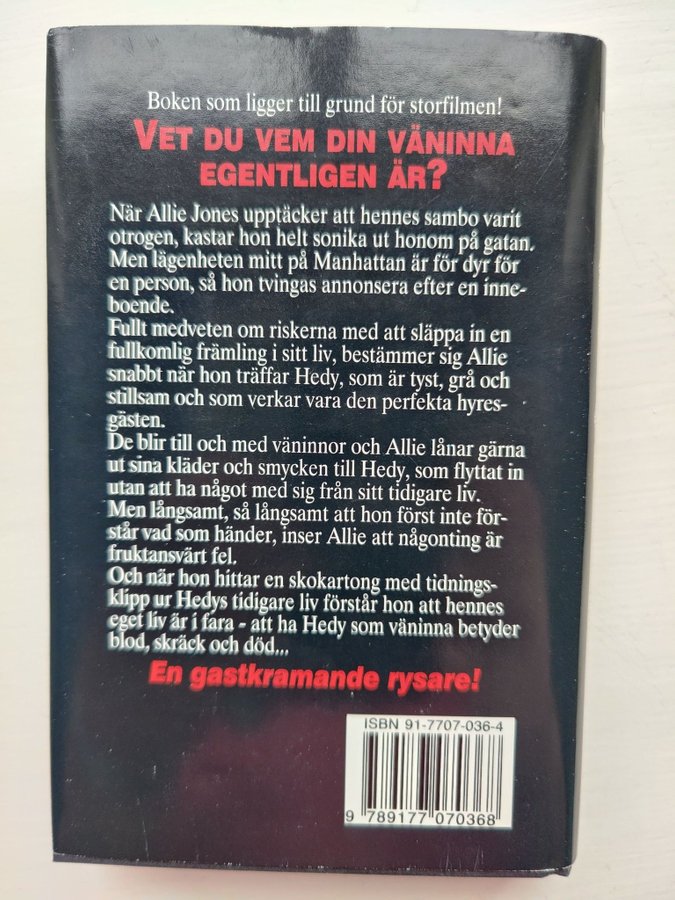 Boken som ligger till grund för storfilmen!
VET DU VEM DIN VÄNINNA
EGENTLIGEN ÄR?
När Allie Jones upptäcker att hennes sambo varit
otrogen, kastar hon helt sonika ut honom på gatan.
Men lägenheten mitt på Manhattan är för dyr för
en person, så hon tvingas annonsera efter en inne-
boende.
Fullt medveten om riskerna med att släppa in en
fullkomlig främling i sitt liv, bestämmer sig Allie
snabbt när hon träffar Hedy, som är tyst, grå och
stillsam och som verkar vara den perfekta hyres-
gästen.
De blir till och med väninnor och Allie lånar gärna
ut sina kläder och smycken till Hedy, som flyttat in
utan att ha något med sig från sitt tidigare liv.
Men långsamt, så långsamt att hon först inte för-
står vad som händer, inser Allie att någonting är
fruktansvärt fel.
Och när hon hittar en skokartong med tidnings-
klipp ur Hedys tidigare liv förstår hon att hennes
eget liv är i fara - att ha Hedy som väninna betyder
blod, skräck och död...
En gastkramande rysare!
ISBN 91-7707-036-4
9 789177 070368